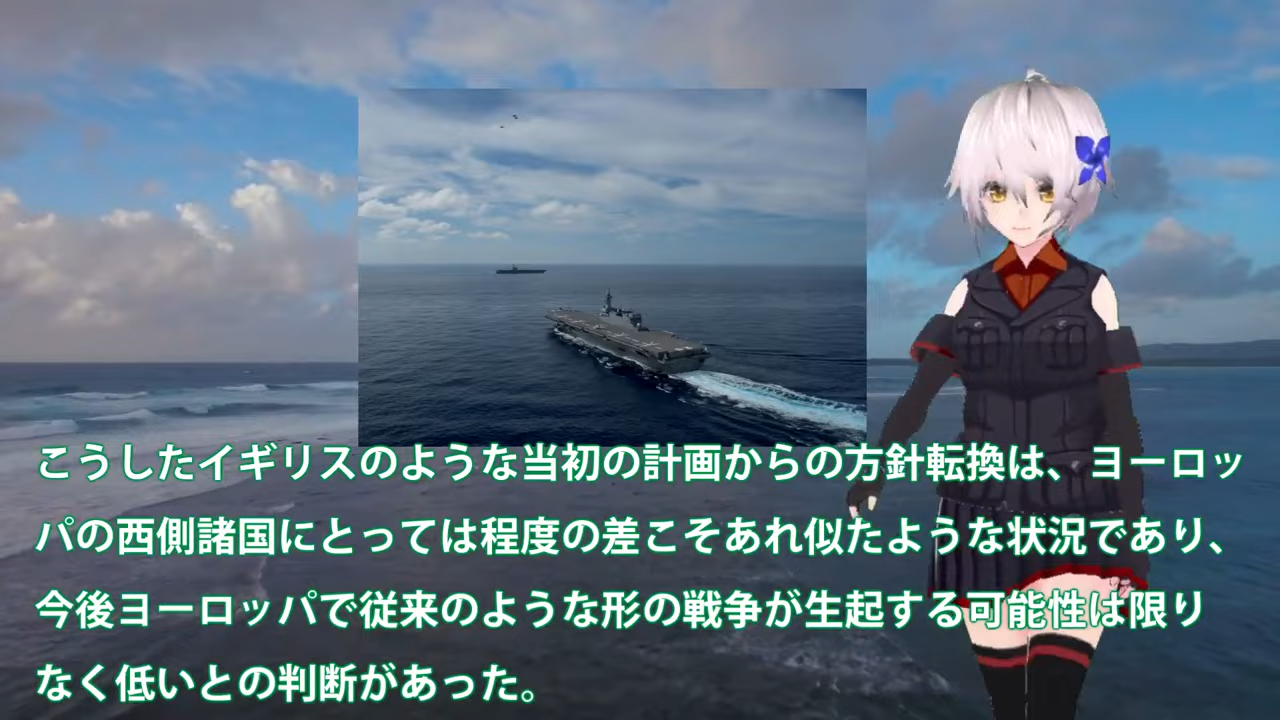 こうしたイギリスのような当初の計画からの方針転換は、ヨーロッ
パの西側諸国にとっては程度の差こそあれ似たような状況であり、
今後ヨーロッパで従来のような形の戦争が生起する可能性は限り
なく低いとの判断があった。